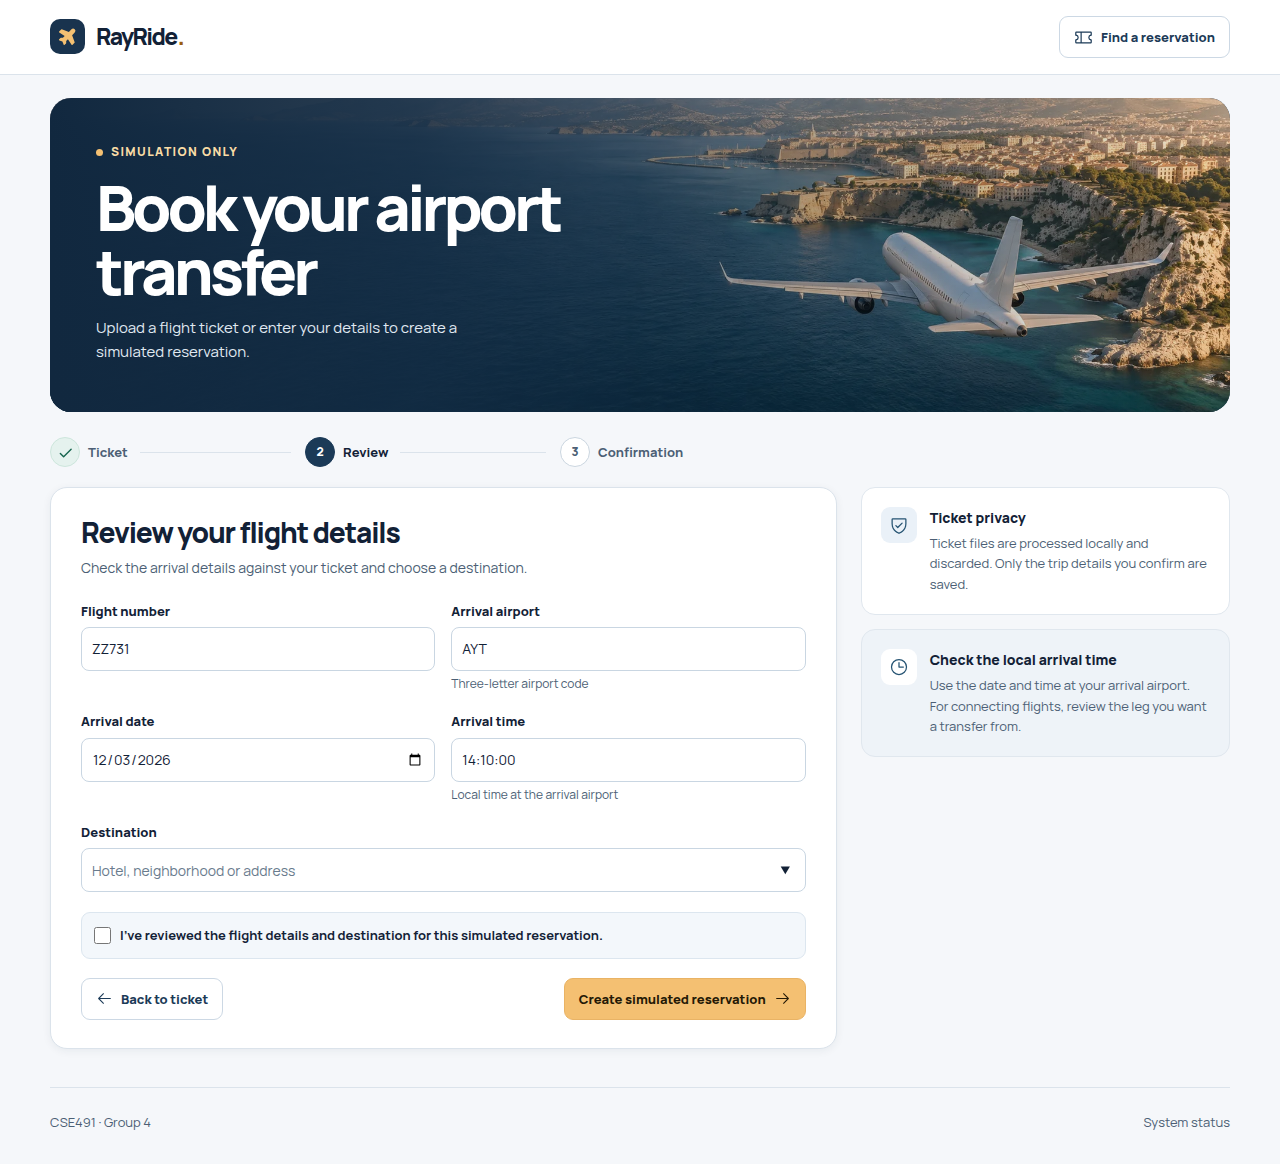 RayRide.
Find a reservation
SIMULATION ONLY
Book your airport
transfer
Upload a flight ticket or enter your details to create a
simulated reservation.
Ticket
2 Review
3 Confirmation
Review your flight details
Check the arrival details against your ticket and choose a destination.
Flight number
ZZ731
Arrival airport
AYT
Three-letter airport code
Arrival date
12/03/2026
Arrival time
14:10:00
Local time at the arrival airport
Destination
Hotel, neighborhood or address
I've reviewed the flight details and destination for this simulated reservation.
Back to ticket
Create simulated reservation
Ticket privacy
Ticket files are processed locally and
discarded. Only the trip details you confirm are
saved.
Check the local arrival time
Use the date and time at your arrival airport.
For connecting flights, review the leg you want
a transfer from.
CSE491 · Group 4
System status